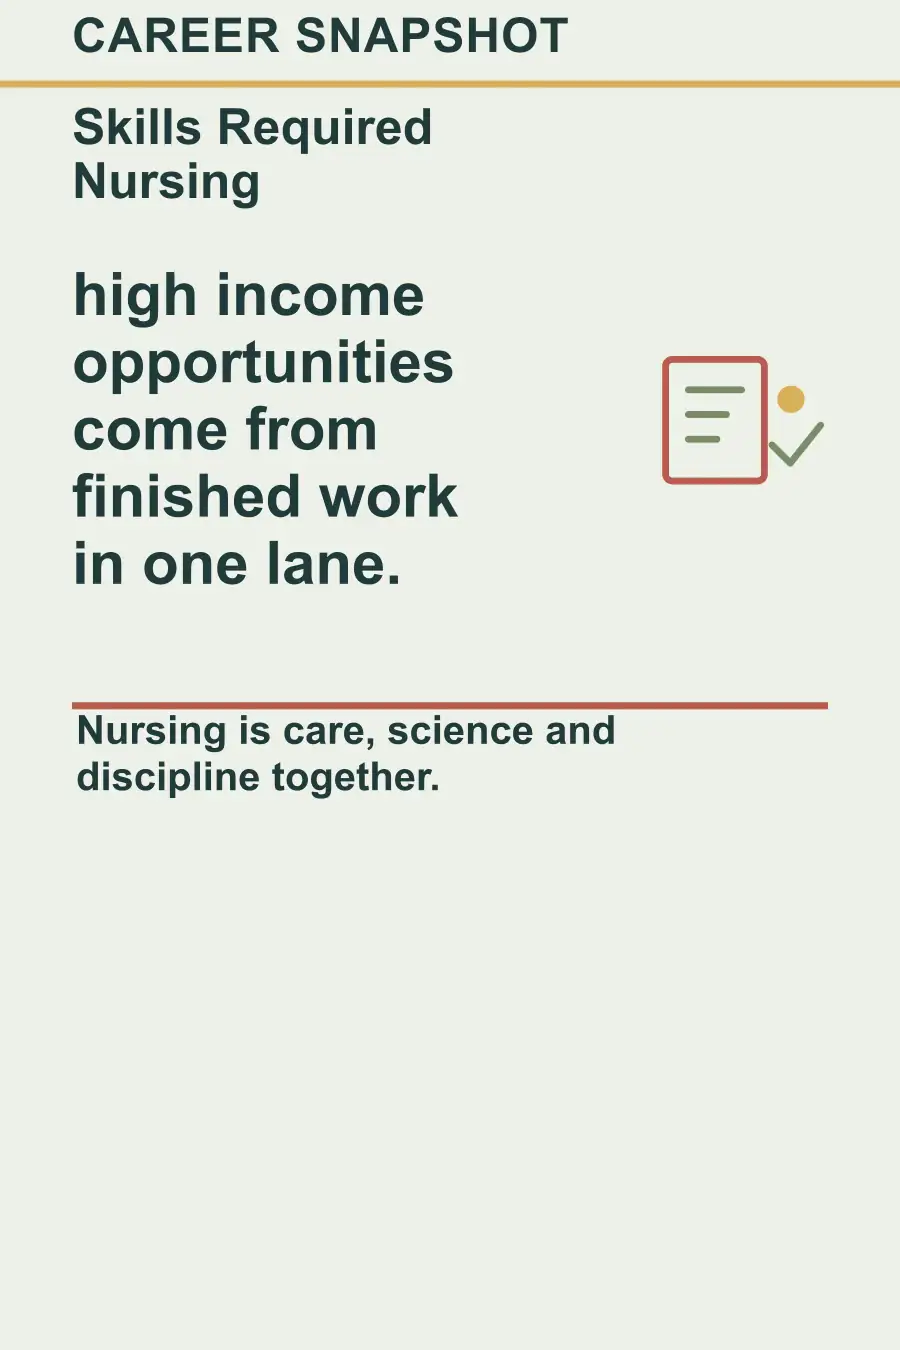 CAREER SNAPSHOT
Skills Required
Nursing
high income
opportunities
come from
finished work
in one lane.
Nursing is care, science and
discipline together.